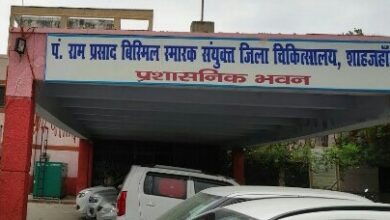 पं. राम प्रसाद बिस्मिल स्मारक संयुक्त जिला चिकित्सालय, शाहजहां
प्रशासनिक भवन